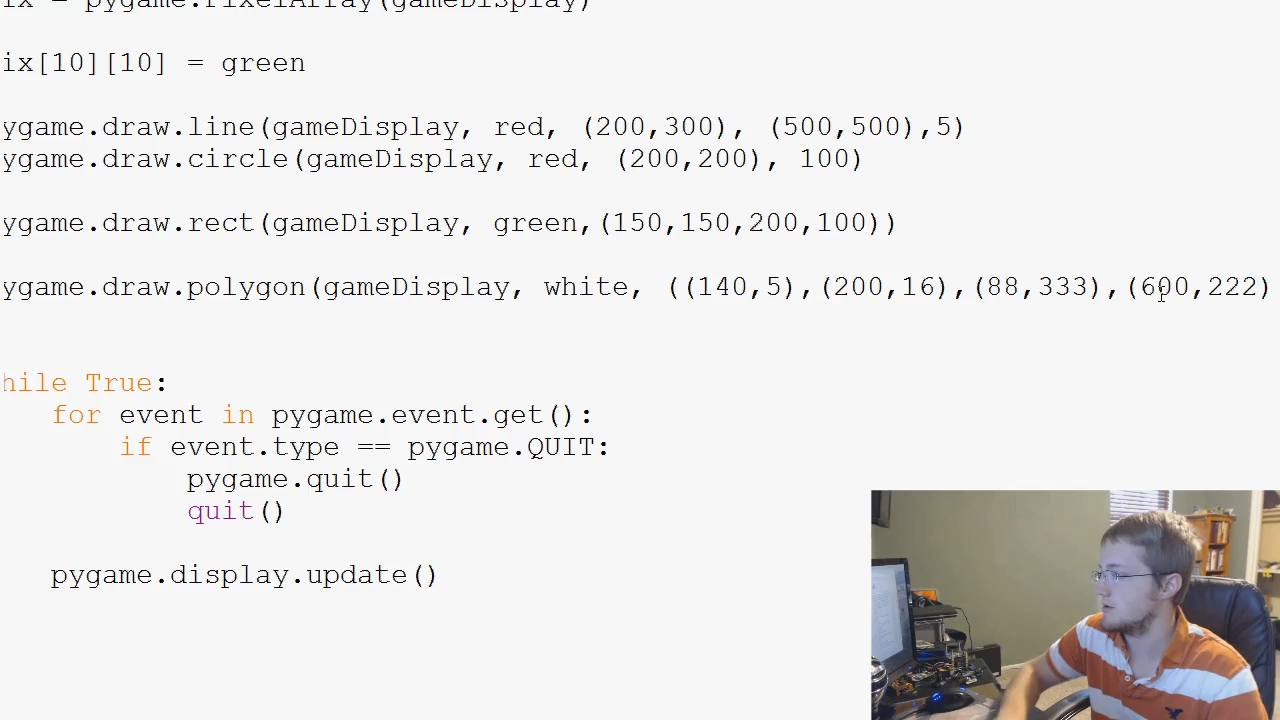 ix = pygame.PixelArray(gameDisplay)
ix[10][10] = green
ygame.draw.line(gameDisplay, red, (200,300), (500,500),5)
ygame.draw.circle(gameDisplay, red, (200,200), 100)
ygame.draw.rect(gameDisplay, green,(150,150,200,100))
ygame.draw.polygon(gameDisplay, white, ((140,5),(200,16),(88,333),(600,222)
hile True:
for event in pygame.event.get():
if event.type == pygame.QUIT:
pygame.quit()
quit()
pygame.display.update()